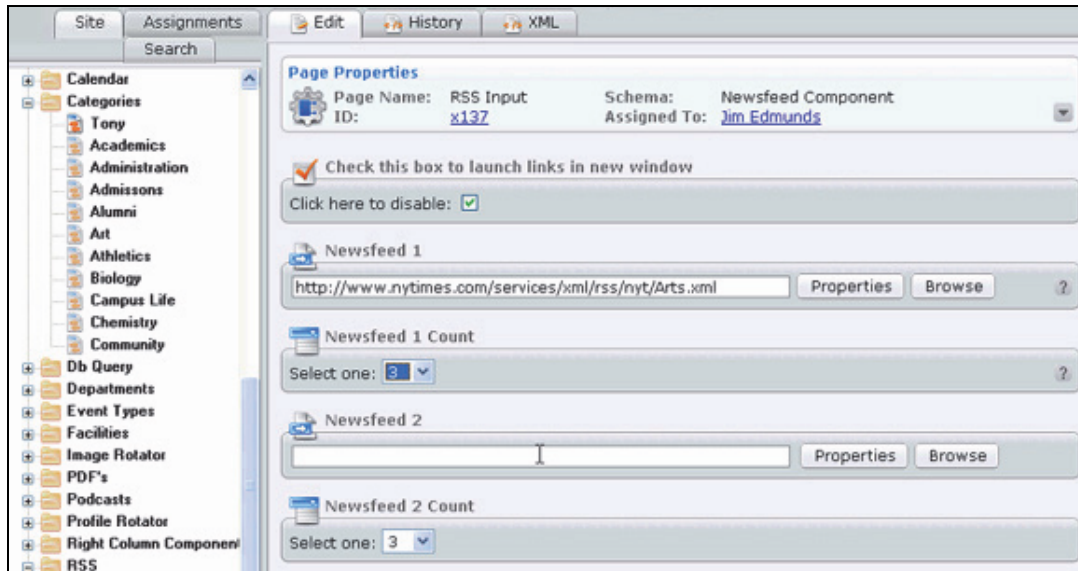 Site Assignments
Search
Calendar
Categories
Tony
Academics
Administration
Admissons
Alumni
Art
Athletics
Biology
Campus Life
Chemistry
Community
Db Query
Departments
Event Types
Facilities
Image Rotator
PDF's
Podcasts
Profile Rotator
Right Column Component
RSS
Edit History XML
Page Properties
Page Name: RSS Input Schema: Newsfeed Component
ID: x137 Assigned To: Jim Edmunds
Check this box to launch links in new window
Click here to disable:
Newsfeed 1
http://www.nytimes.com/services/xml/rss/nyt/Arts.xml Properties Browse ?
Newsfeed 1 Count
Select one: 3 ?
Newsfeed 2
Properties Browse
Newsfeed 2 Count
Select one: 3